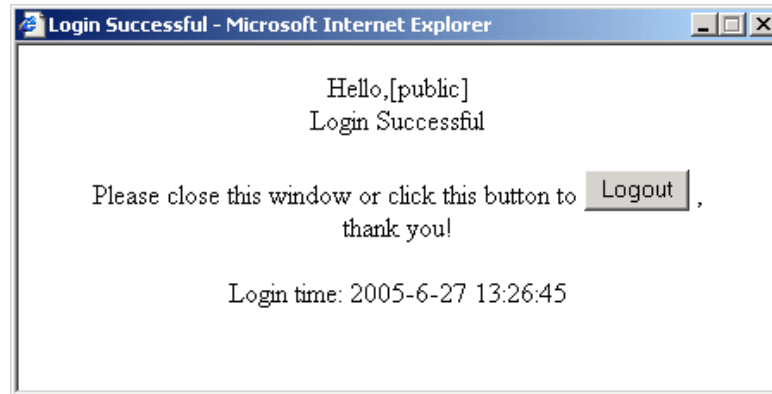 Login Successful - Microsoft Internet Explorer
Hello,[public]
Login Successful
Please close this window or click this button to Logout ,
thank you!
Login time: 2005-6-27 13:26:45